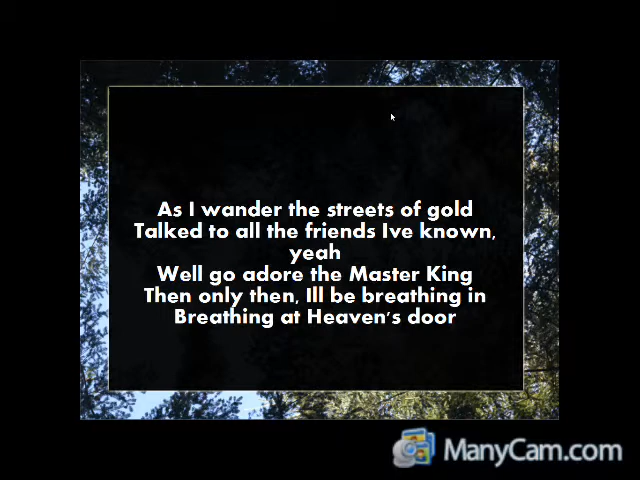 As I wander the streets of gold
Talked to all the friends Ive known,
yeah
Well go adore the Master King
Then only then, Ill be breathing in
Breathing at Heaven's door
ManyCam.com